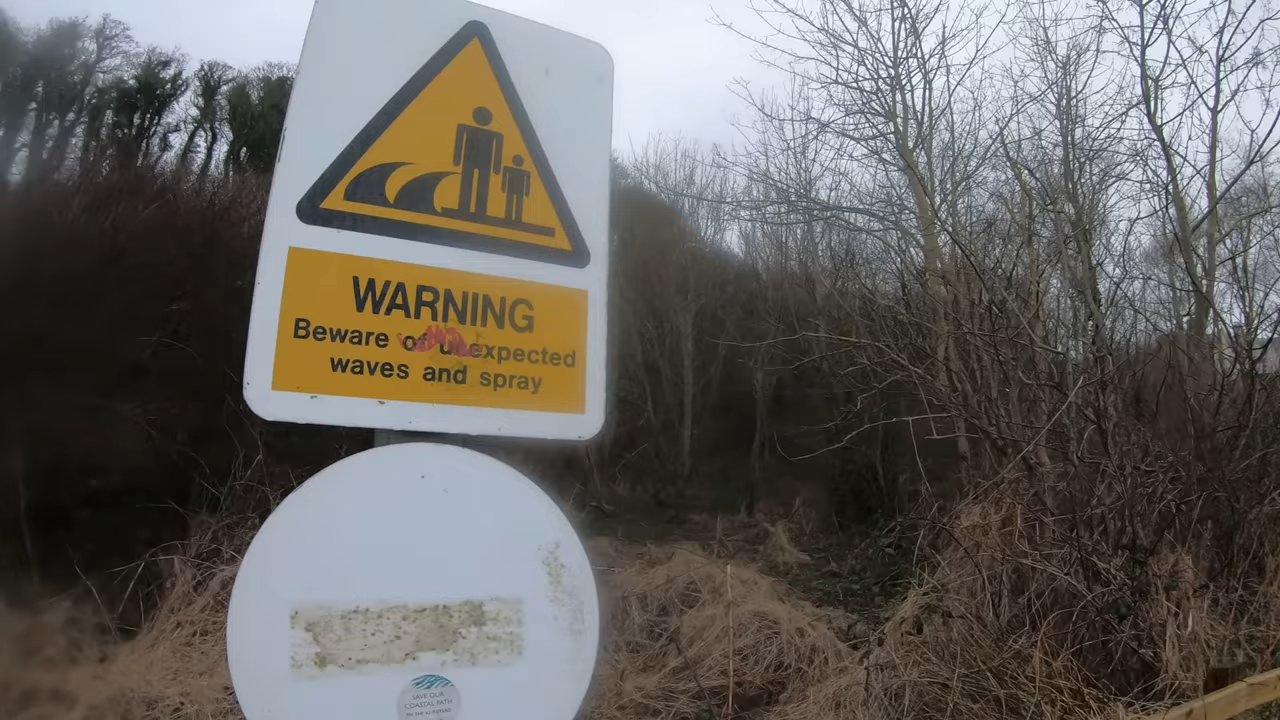 WARNING
Beware of unexpected
waves and spray
SAVE OUR
COASTAL PATH